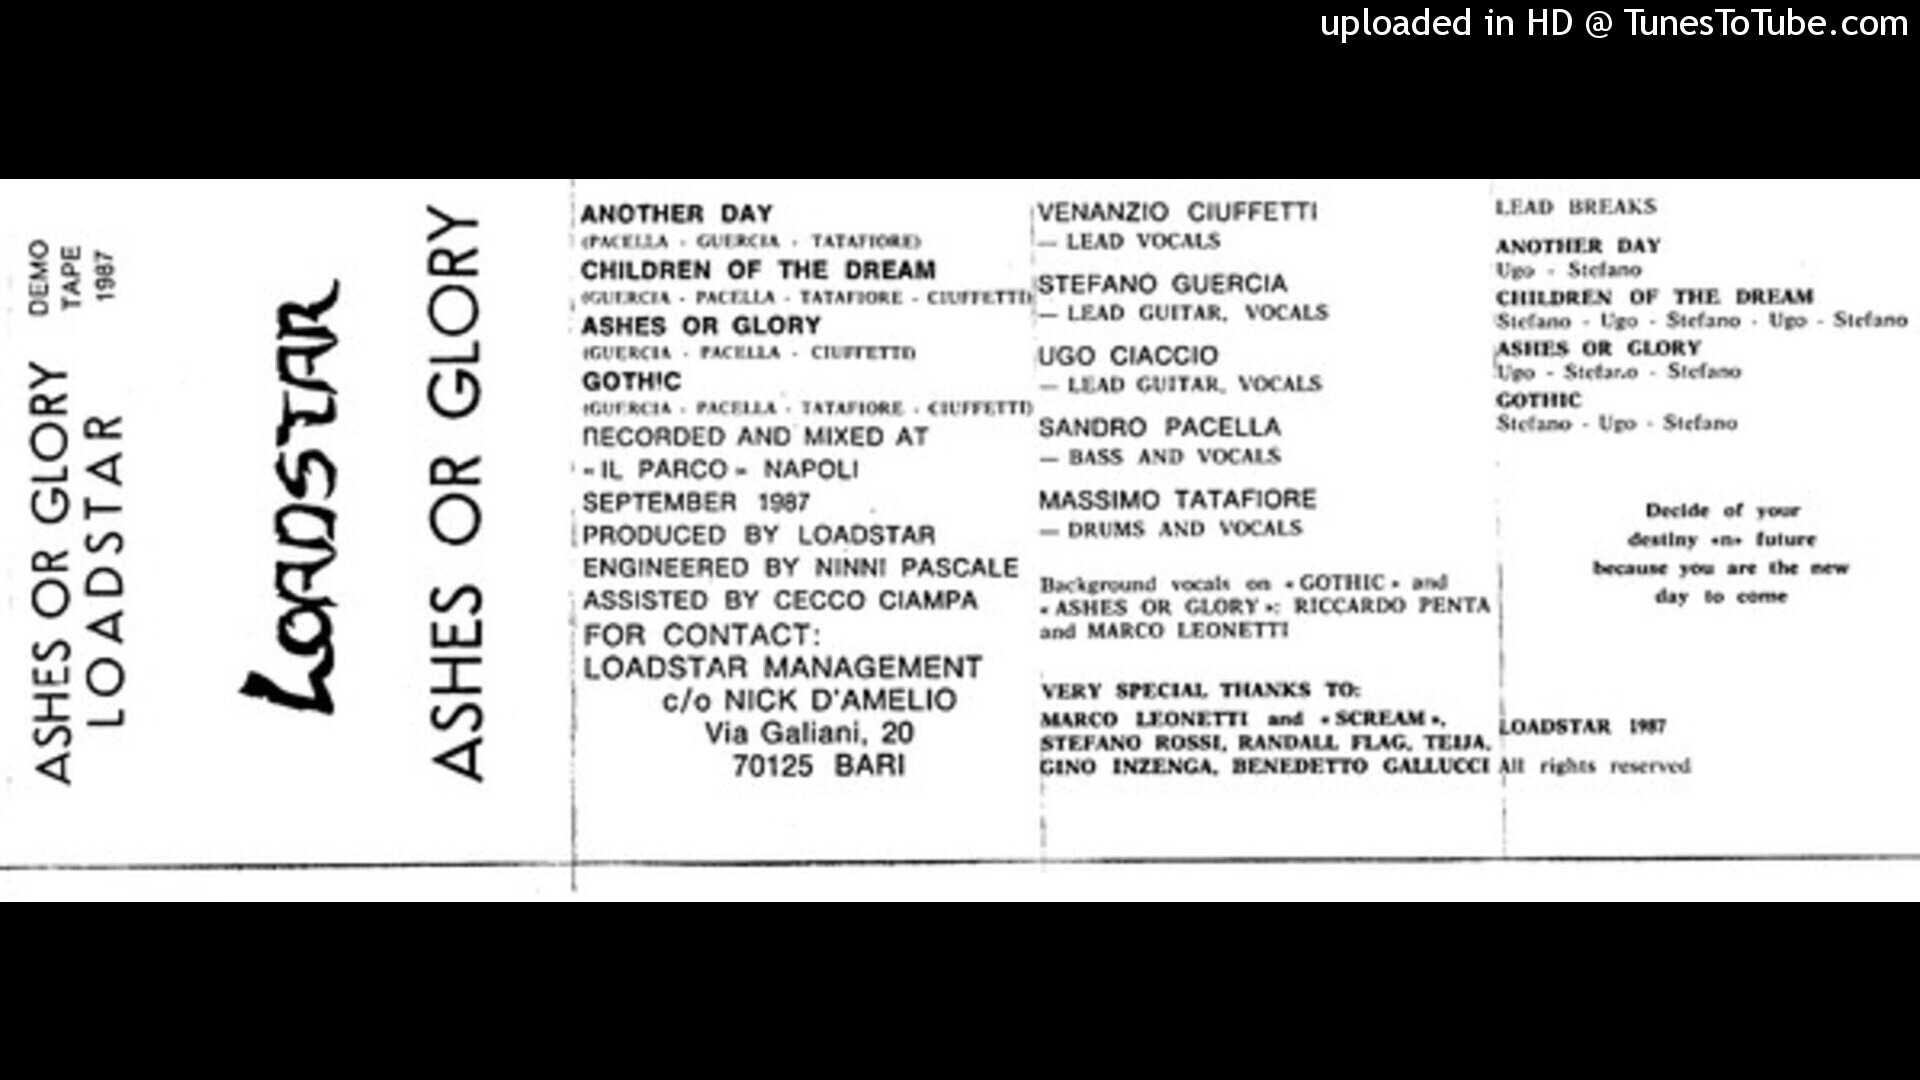 uploaded in HD @ TunesToTube.com
DEMO
TAPE
1987
ASHES OR GLORY
LOADSTAR
LOADSTAR
ASHES OR GLORY
ANOTHER DAY
(PACELLA - GUERCIA - TATAFIORE)
CHILDREN OF THE DREAM
(GUERCIA - PACELLA - TATAFIORE - CIUFFETTI)
ASHES OR GLORY
(GUERCIA - PACELLA - CIUFFETTI)
GOTHIC
(GUERCIA - PACELLA - TATAFIORE - CIUFFETTI)
RECORDED AND MIXED AT
«IL PARCO» NAPOLI
SEPTEMBER 1987
PRODUCED BY LOADSTAR
ENGINEERED BY NINNI PASCALE
ASSISTED BY CECCO CIAMPA
FOR CONTACT:
LOADSTAR MANAGEMENT
c/o NICK D'AMELIO
Via Galiani, 20
70125 BARI
VENANZIO CIUFFETTI
— LEAD VOCALS
STEFANO GUERCIA
— LEAD GUITAR, VOCALS
UGO CIACCIO
— LEAD GUITAR, VOCALS
SANDRO PACELLA
— BASS AND VOCALS
MASSIMO TATAFIORE
— DRUMS AND VOCALS
Background vocals on «GOTHIC» and
«ASHES OR GLORY»: RICCARDO PENTA
and MARCO LEONETTI
VERY SPECIAL THANKS TO:
MARCO LEONETTI and «SCREAM»,
STEFANO ROSSI, RANDALL FLAG, TEIJA,
GINO INZENGA, BENEDETTO GALLUCCI
LEAD BREAKS
ANOTHER DAY
Ugo - Stefano
CHILDREN OF THE DREAM
Stefano - Ugo - Stefano - Ugo - Stefano
ASHES OR GLORY
Ugo - Stefano - Stefano
GOTHIC
Stefano - Ugo - Stefano
Decide of your
destiny «n» future
because you are the new
day to come
LOADSTAR 1987
All rights reserved